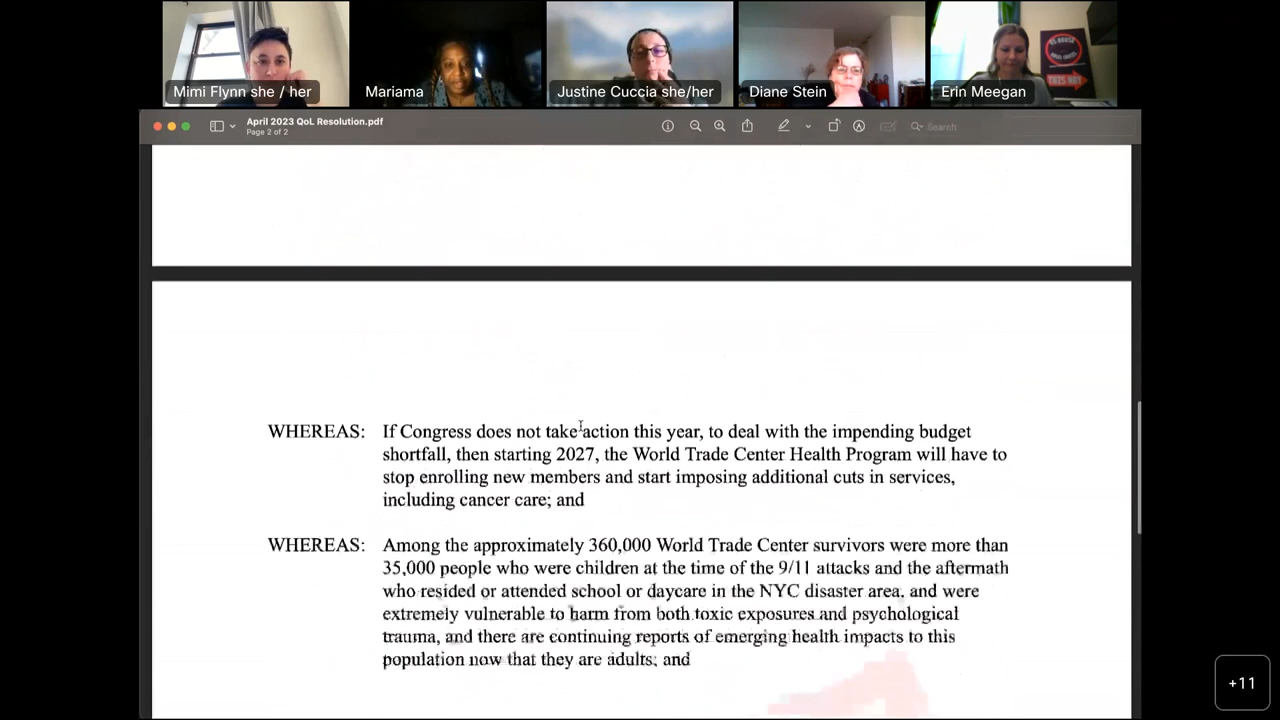 Mimi Flynn she / her
Mariama
Justine Cuccia she/her
Diane Stein
Erin Meegan
THIS NOT
April 2023 QoL Resolution.pdf
Page 2 of 2
Search
WHEREAS: If Congress does not take action this year, to deal with the impending budget
shortfall, then starting 2027, the World Trade Center Health Program will have to
stop enrolling new members and start imposing additional cuts in services,
including cancer care; and
WHEREAS: Among the approximately 360,000 World Trade Center survivors were more than
35,000 people who were children at the time of the 9/11 attacks and the aftermath
who resided or attended school or daycare in the NYC disaster area, and were
extremely vulnerable to harm from both toxic exposures and psychological
trauma, and there are continuing reports of emerging health impacts to this
population now that they are adults; and
+11